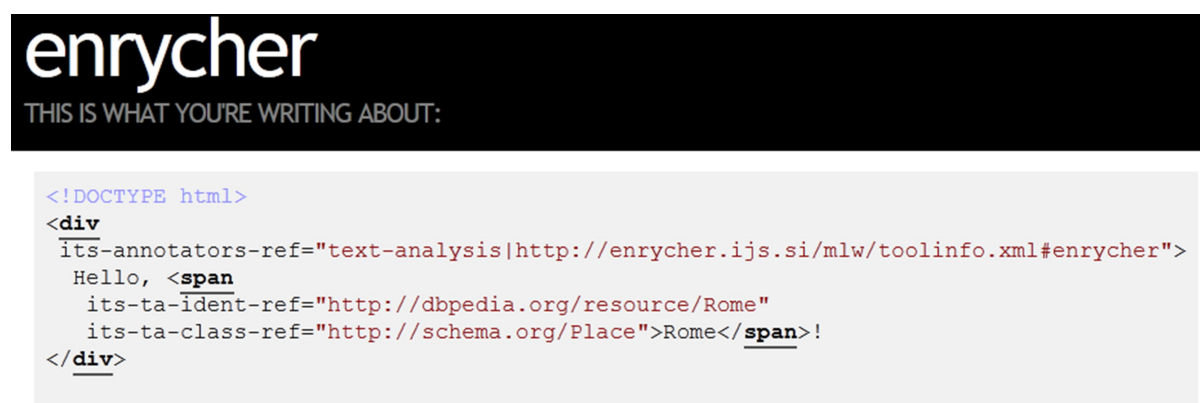 enrycher
THIS IS WHAT YOU'RE WRITING ABOUT:
<!DOCTYPE html>
<div
its-annotators-ref="text-analysis|http://enrycher.ijs.si/mlw/toolinfo.xml#enrycher">
Hello, <span
its-ta-ident-ref="http://dbpedia.org/resource/Rome"
its-ta-class-ref="http://schema.org/Place">Rome</span>!
</div>